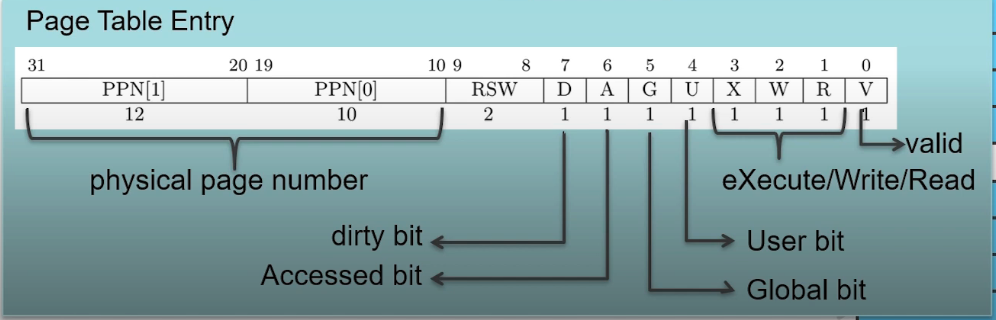 Page Table Entry
31 20 19 10 9 8 7 6 5 4 3 2 1 0
PPN[1] PPN[0] RSW D A G U X W R V
12 10 2 1 1 1 1 1 1 1 1
valid
physical page number eXecute/Write/Read
dirty bit User bit
Accessed bit Global bit